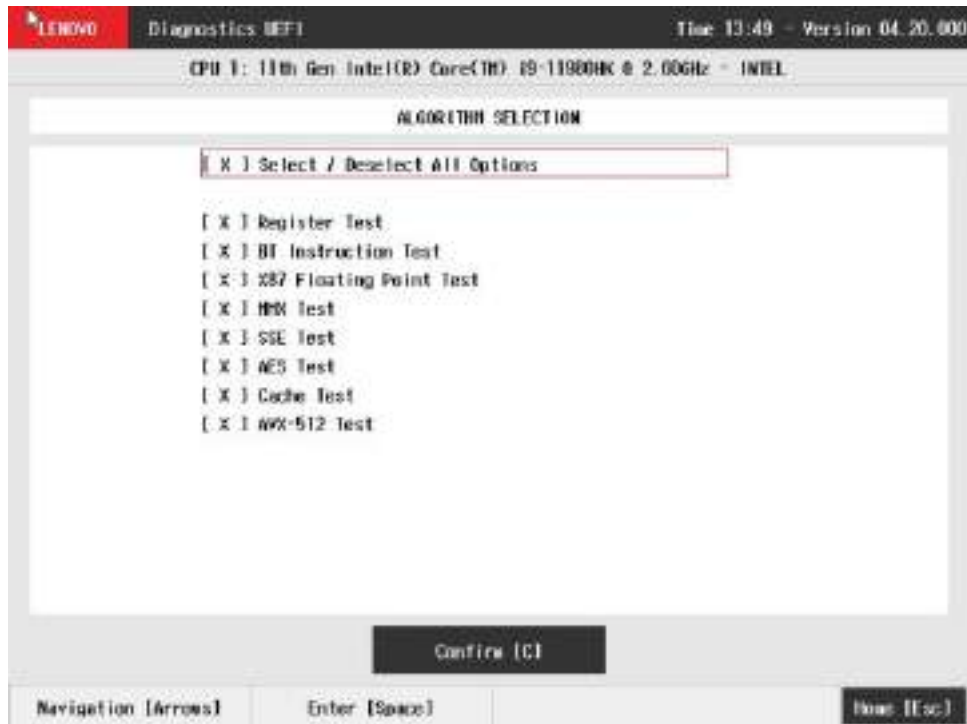 LENOVO Diagnostics UEFI Time 13:49 - Version 04.20.000
CPU 1: 11th Gen Intel(R) Core(TM) i9-11980HK @ 2.60GHz - INTEL
ALGORITHM SELECTION
[ X ] Select / Deselect All Options
[ X ] Register Test
[ X ] BT Instruction Test
[ X ] X87 Floating Point Test
[ X ] MMX Test
[ X ] SSE Test
[ X ] AES Test
[ X ] Cache Test
[ X ] AVX-512 Test
Confirm [C]
Navigation [Arrows] Enter [Space] Home [Esc]